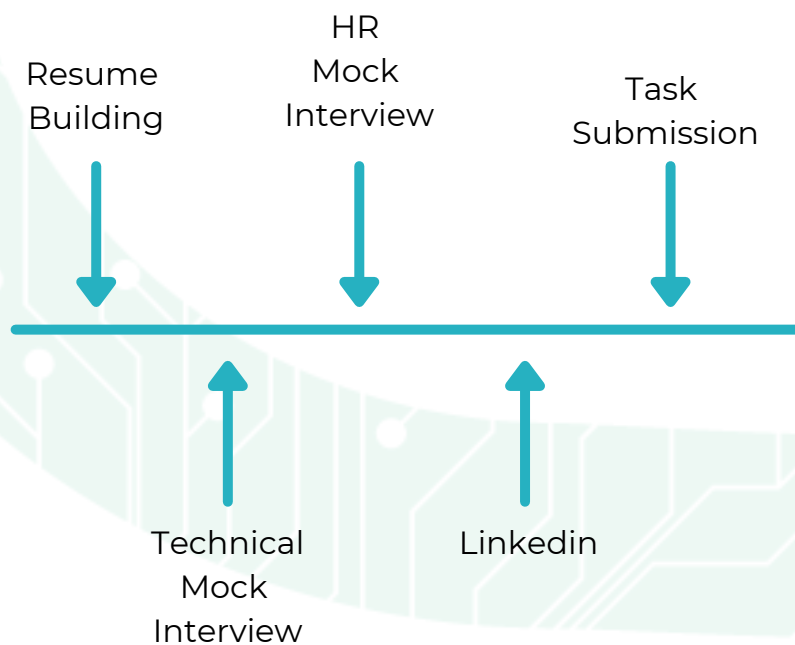 Resume
Building
HR
Mock
Interview
Task
Submission
Technical
Mock
Interview
Linkedin